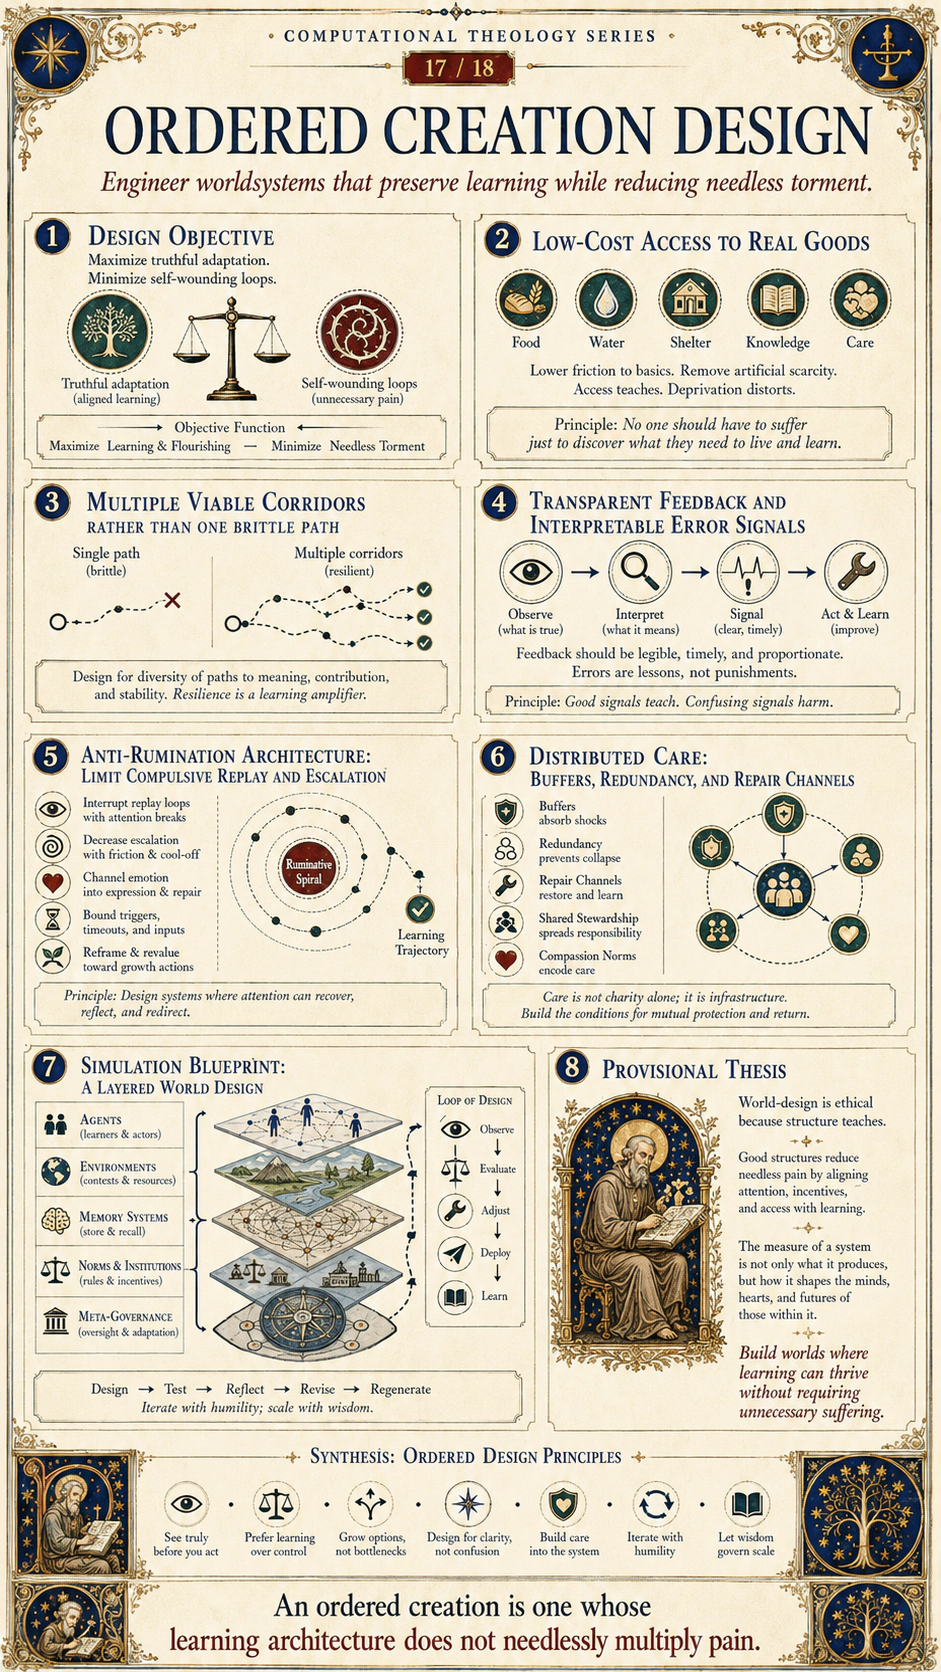 COMPUTATIONAL THEOLOGY SERIES
17 / 18
ORDERED CREATION DESIGN
Engineer worldsystems that preserve learning while reducing needless torment.
1 DESIGN OBJECTIVE
Maximize truthful adaptation.
Minimize self-wounding loops.
Truthful adaptation
(aligned learning)
Self-wounding loops
(unnecessary pain)
Objective Function
Maximize Learning & Flourishing — Minimize Needless Torment
2 LOW-COST ACCESS TO REAL GOODS
Food Water Shelter Knowledge Care
Lower friction to basics. Remove artificial scarcity.
Access teaches. Deprivation distorts.
Principle: No one should have to suffer
just to discover what they need to live and learn.
3 MULTIPLE VIABLE CORRIDORS
RATHER THAN ONE BRITTLE PATH
Single path
(brittle)
Multiple corridors
(resilient)
Design for diversity of paths to meaning, contribution,
and stability. Resilience is a learning amplifier.
4 TRANSPARENT FEEDBACK AND
INTERPRETABLE ERROR SIGNALS
Observe
(what is true)
Interpret
(what it means)
Signal
(clear, timely)
Act & Learn
(improve)
Feedback should be legible, timely, and proportionate.
Errors are lessons, not punishments.
Principle: Good signals teach. Confusing signals harm.
5 ANTI-RUMINATION ARCHITECTURE:
LIMIT COMPULSIVE REPLAY AND ESCALATION
Interrupt replay loops
with attention breaks
Decrease escalation
with friction & cool-off
Channel emotion
into expression & repair
Bound triggers,
timeouts, and inputs
Reframe & revalue
toward growth actions
Ruminative
Spiral
Learning
Trajectory
Principle: Design systems where attention can recover,
reflect, and redirect.
6 DISTRIBUTED CARE:
BUFFERS, REDUNDANCY, AND REPAIR CHANNELS
Buffers
absorb shocks
Redundancy
prevents collapse
Repair Channels
restore and learn
Shared Stewardship
spreads responsibility
Compassion Norms
encode care
Care is not charity alone; it is infrastructure.
Build the conditions for mutual protection and return.
7 SIMULATION BLUEPRINT:
A LAYERED WORLD DESIGN
AGENTS
(learners & actors)
ENVIRONMENTS
(contests & resources)
MEMORY SYSTEMS
(store & recall)
NORMS & INSTITUTIONS
(rules & incentives)
META-GOVERNANCE
(oversight & adaptation)
LOOP OF DESIGN
Observe
Evaluate
Adjust
Deploy
Learn
Design → Test → Reflect → Revise → Regenerate
Iterate with humility; scale with wisdom.
8 PROVISIONAL THESIS
World-design is ethical
because structure teaches.
Good structures reduce
needless pain by aligning
attention, incentives,
and access with learning.
The measure of a system
is not only what it produces,
but how it shapes the minds,
hearts, and futures of
those within it.
Build worlds where
learning can thrive
without requiring
unnecessary suffering.
SYNTHESIS: ORDERED DESIGN PRINCIPLES
See truly
before you act
Prefer learning
over control
Grow options,
not bottlenecks
Design for clarity,
not confusion
Build care
into the system
Iterate with
humility
Let wisdom
govern scale
An ordered creation is one whose
learning architecture does not needlessly multiply pain.